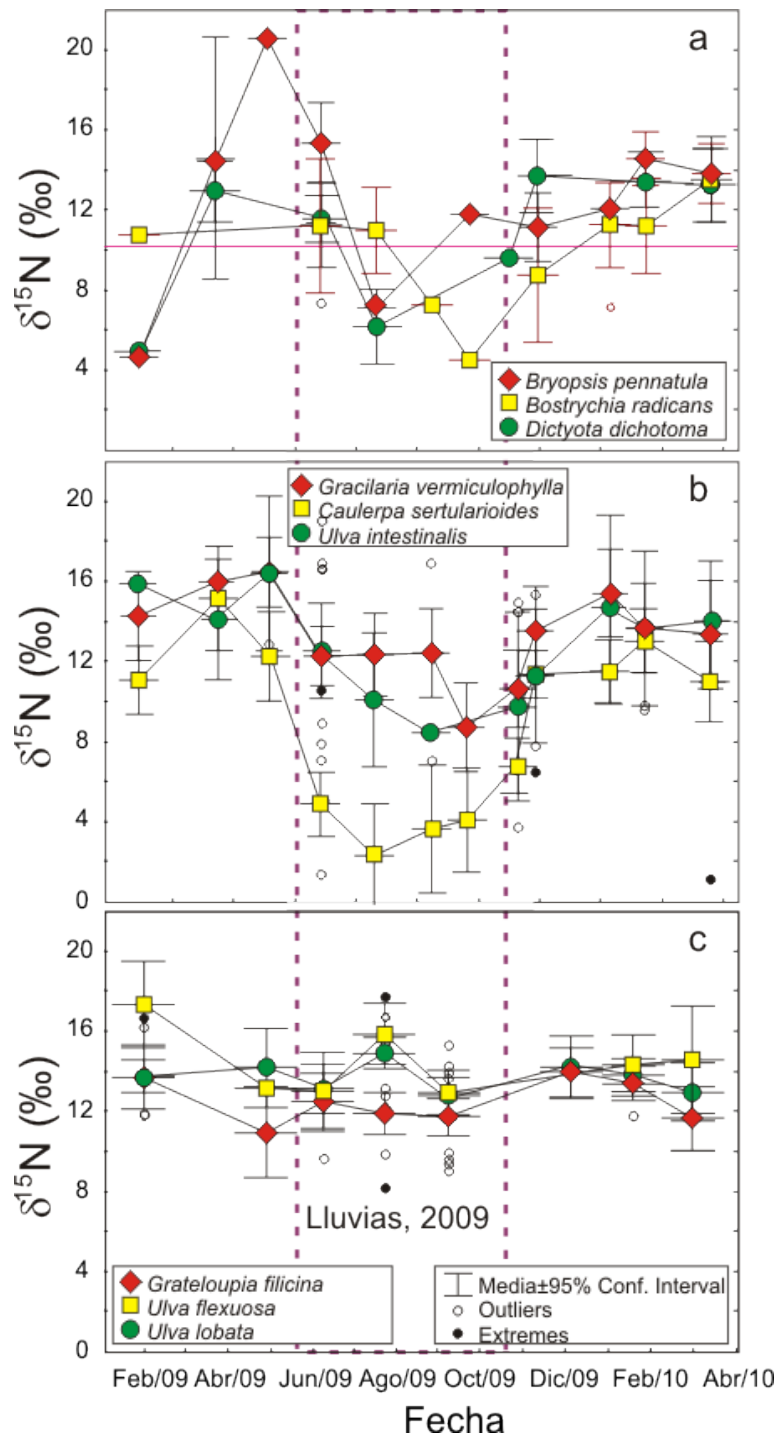 a
20
16
12
8
4
δ¹⁵N (‰)
Bryopsis pennatula
Bostrychia radicans
Dictyota dichotoma
b
Gracilaria vermiculophylla
Caulerpa sertularioides
Ulva intestinalis
20
16
12
8
4
0
δ¹⁵N (‰)
c
20
16
12
8
4
0
δ¹⁵N (‰)
Lluvias, 2009
Grateloupia filicina
Ulva flexuosa
Ulva lobata
Media±95% Conf. Interval
Outliers
Extremes
Feb/09 Abr/09 Jun/09 Ago/09 Oct/09 Dic/09 Feb/10 Abr/10
Fecha